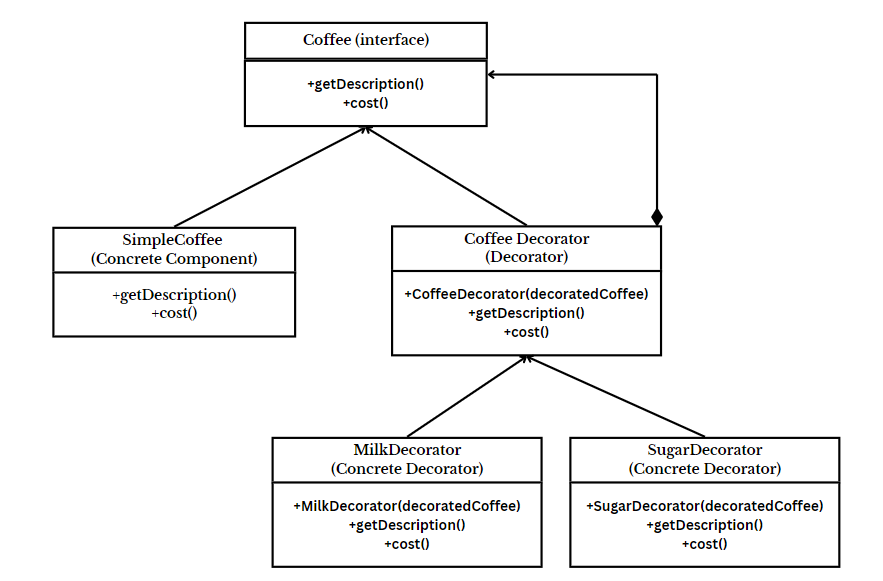 Coffee (interface)
+getDescription()
+cost()
SimpleCoffee
(Concrete Component)
+getDescription()
+cost()
Coffee Decorator
(Decorator)
+CoffeeDecorator(decoratedCoffee)
+getDescription()
+cost()
MilkDecorator
(Concrete Decorator)
+MilkDecorator(decoratedCoffee)
+getDescription()
+cost()
SugarDecorator
(Concrete Decorator)
+SugarDecorator(decoratedCoffee)
+getDescription()
+cost()